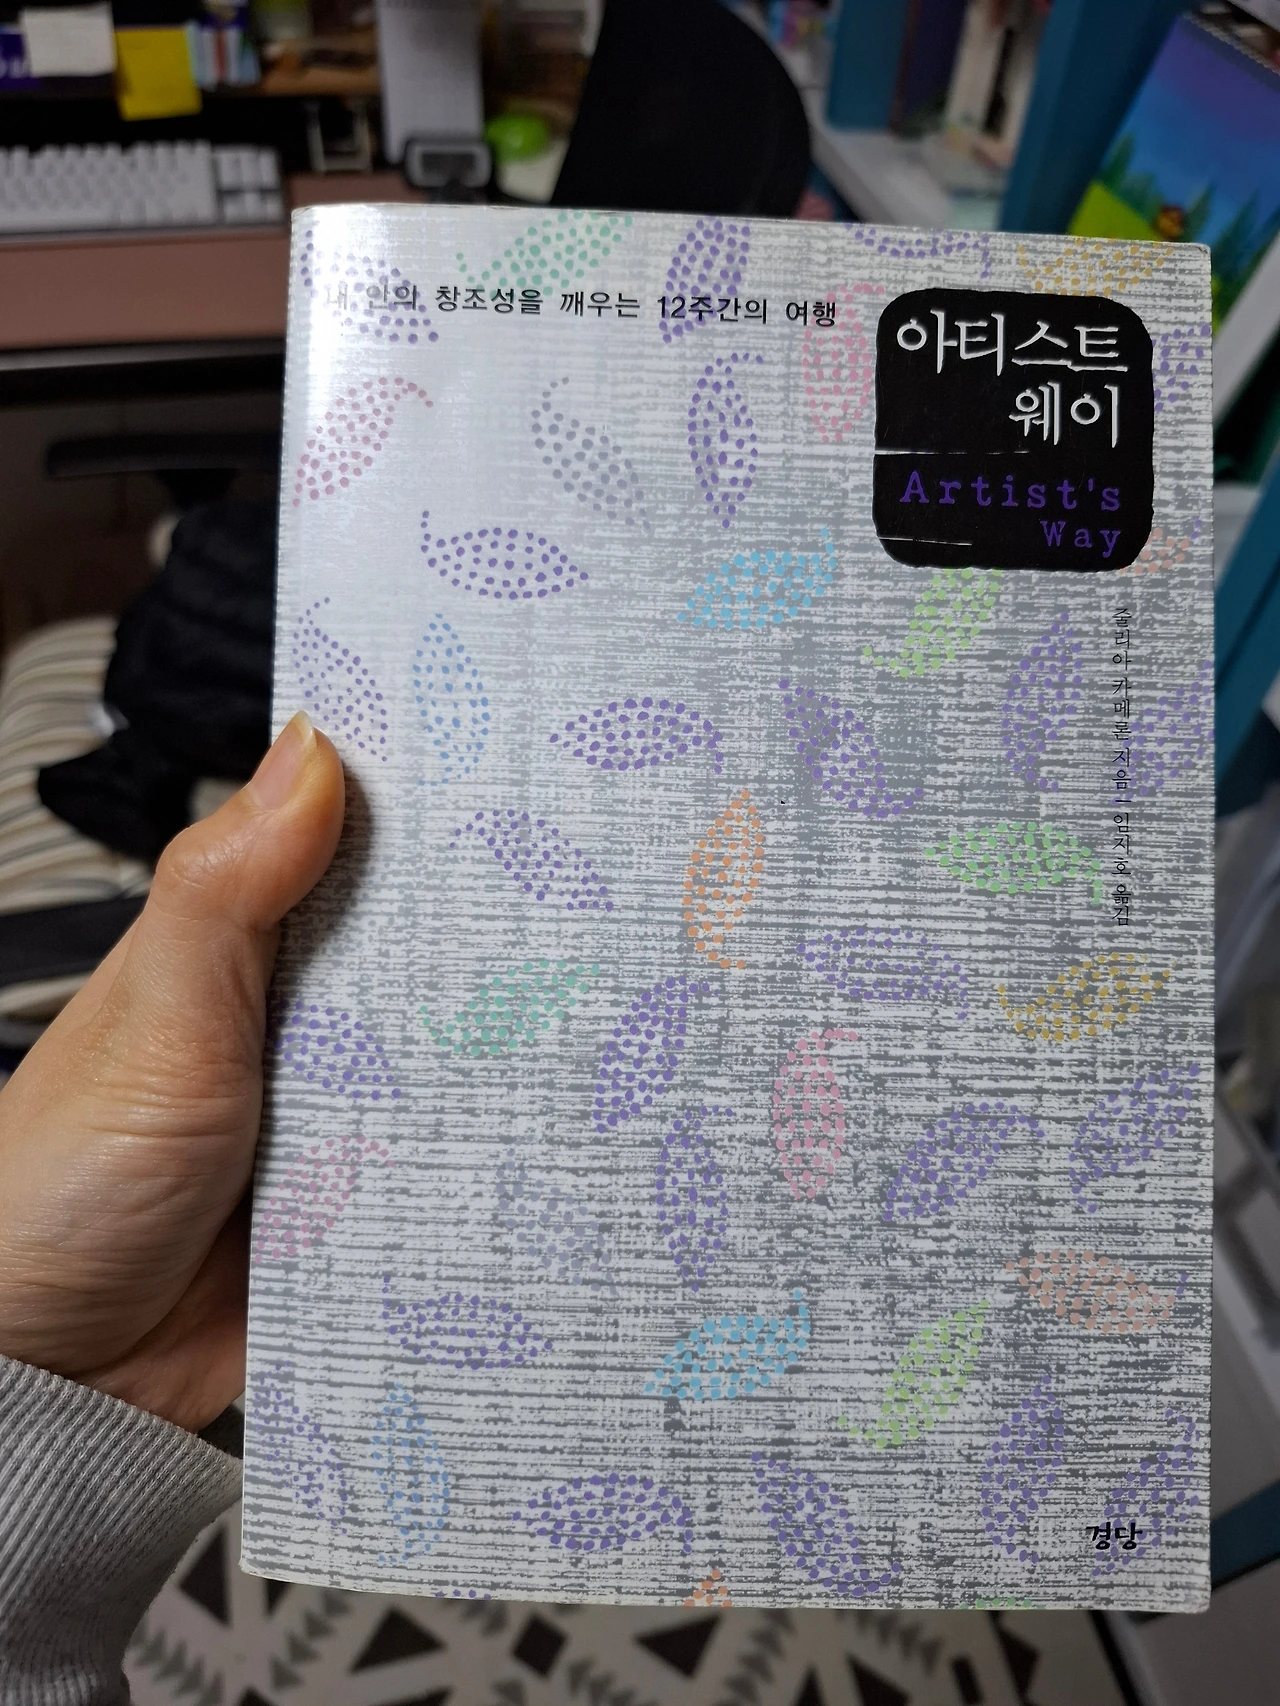 내 안의 창조성을 깨우는 12주간의 여행
아티스트
웨이
Artist's
Way
줄리아 카메론 지음 | 임지호 옮김
경당